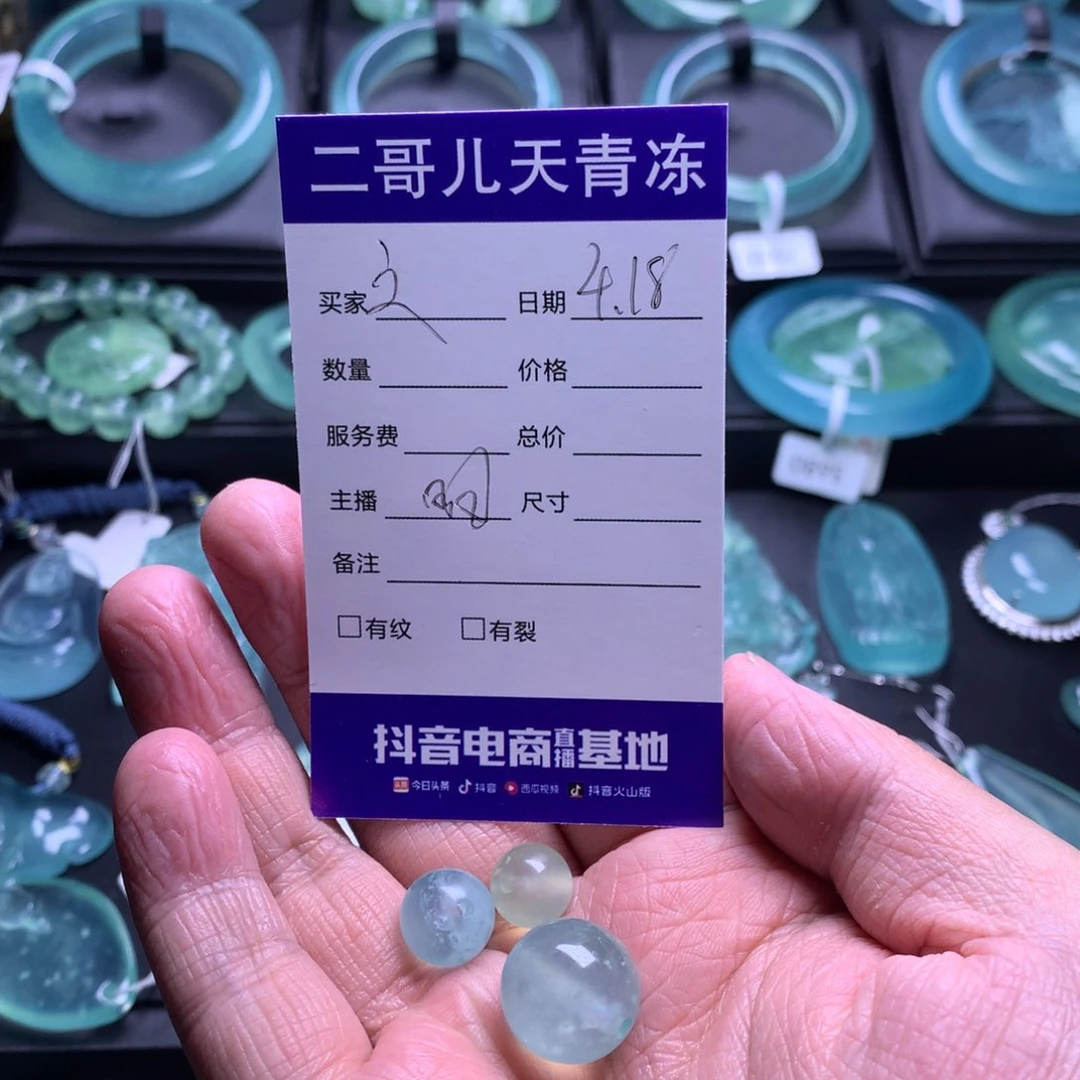 二哥儿天青冻
买家 文 日期 4.18
数量 价格
服务费 总价
主播 尺寸
备注
□有纹 □有裂
抖音电商直播基地
头条 今日头条 抖音 西瓜视频 抖音火山版